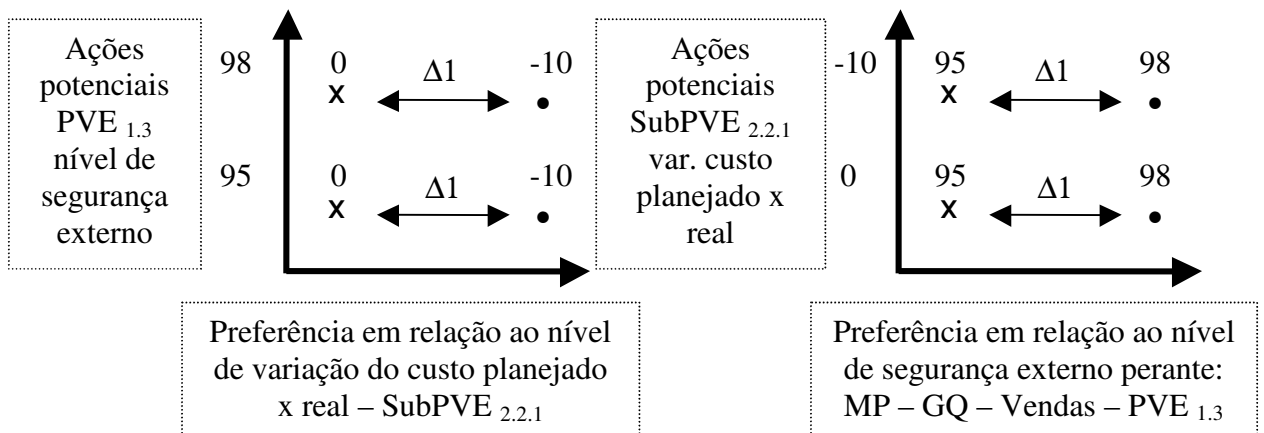 Ações
potenciais
PVE 1.3
nível de
segurança
externo
98 0 Δ1 -10
x •
95 0 Δ1 -10
x •
Preferência em relação ao nível
de variação do custo planejado
x real – SubPVE 2.2.1
Ações
potenciais
SubPVE 2.2.1
var. custo
planejado x
real
-10 95 Δ1 98
x •
0 95 Δ1 98
x •
Preferência em relação ao nível
de segurança externo perante:
MP – GQ – Vendas – PVE 1.3